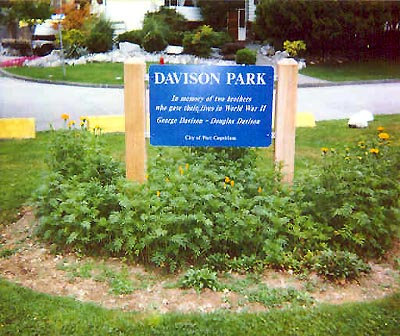 DAVISON PARK
In memory of two brothers
who gave their lives in World War II
George Davison - Douglas Davison
City of Port Coquitlam